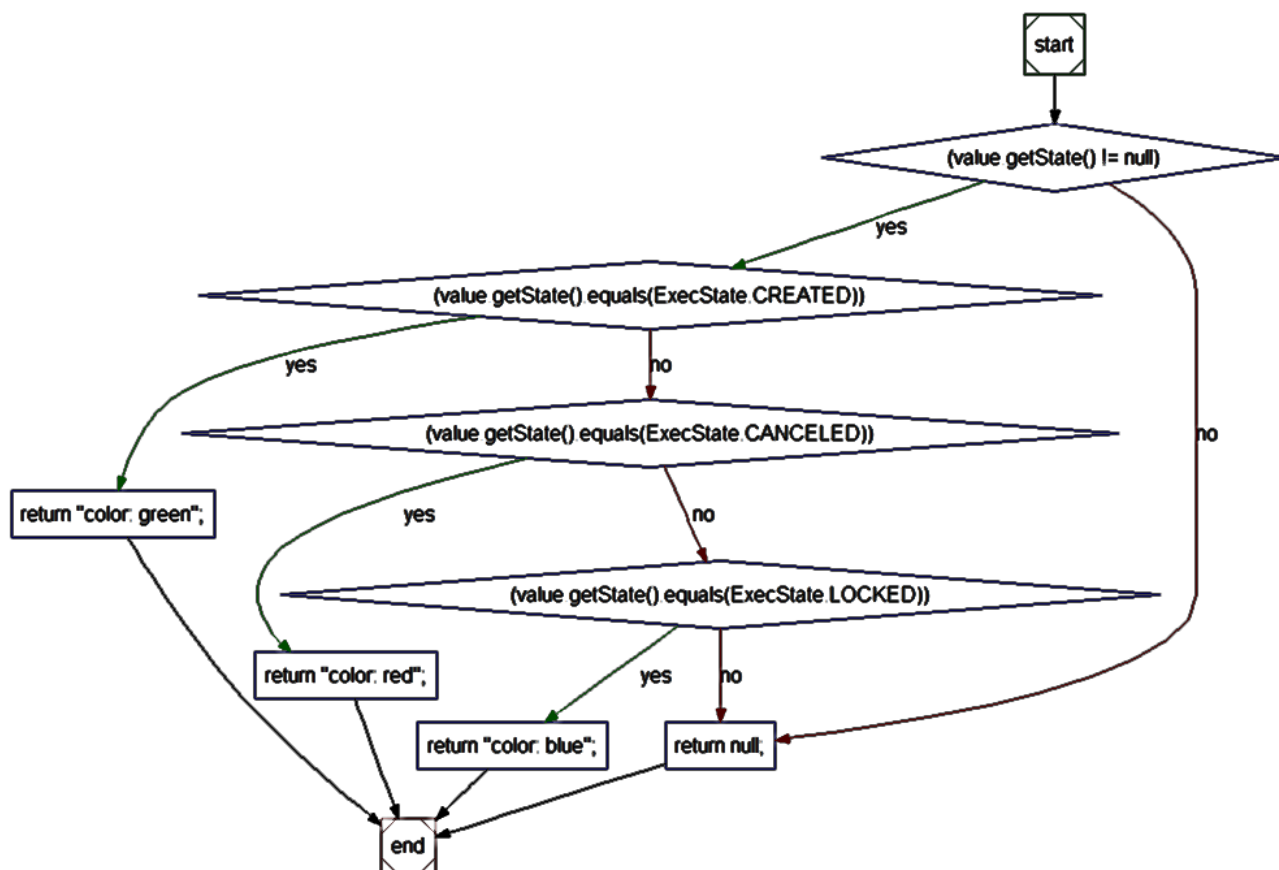 start
(value getState() != null)
yes
(value getState().equals(ExecState.CREATED))
yes
no
(value getState().equals(ExecState.CANCELED))
no
return "color: green";
yes
no
(value getState().equals(ExecState.LOCKED))
return "color: red";
yes
no
return "color: blue";
return null;
end